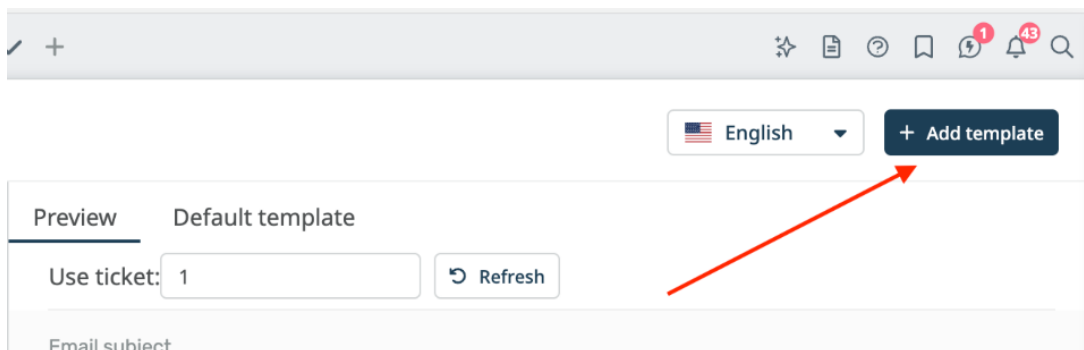 1 43
English + Add template
Preview Default template
Use ticket: 1 Refresh
Email subject